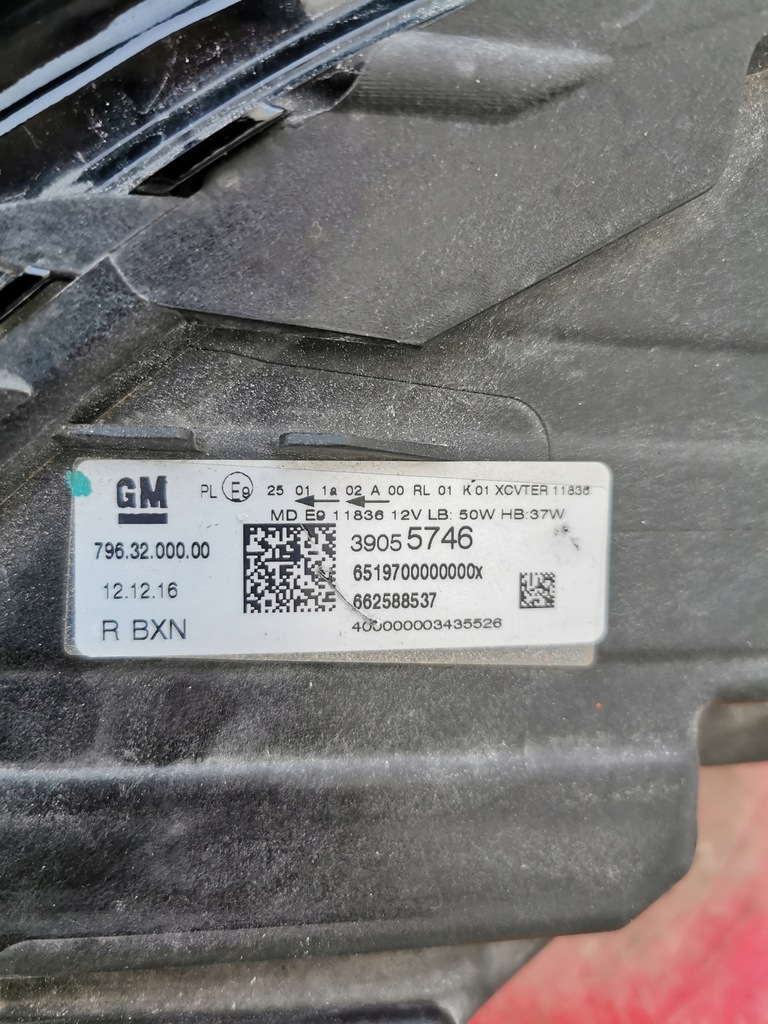 GM
PL E9 25 01 1a 02 A 00 RL 01 K 01 XCVTER 11836
MD E9 11836 12V LB: 50W HB:37W
796.32.000.00
39055746
12.12.16
6519700000000x
662588537
R BXN
400000003435526